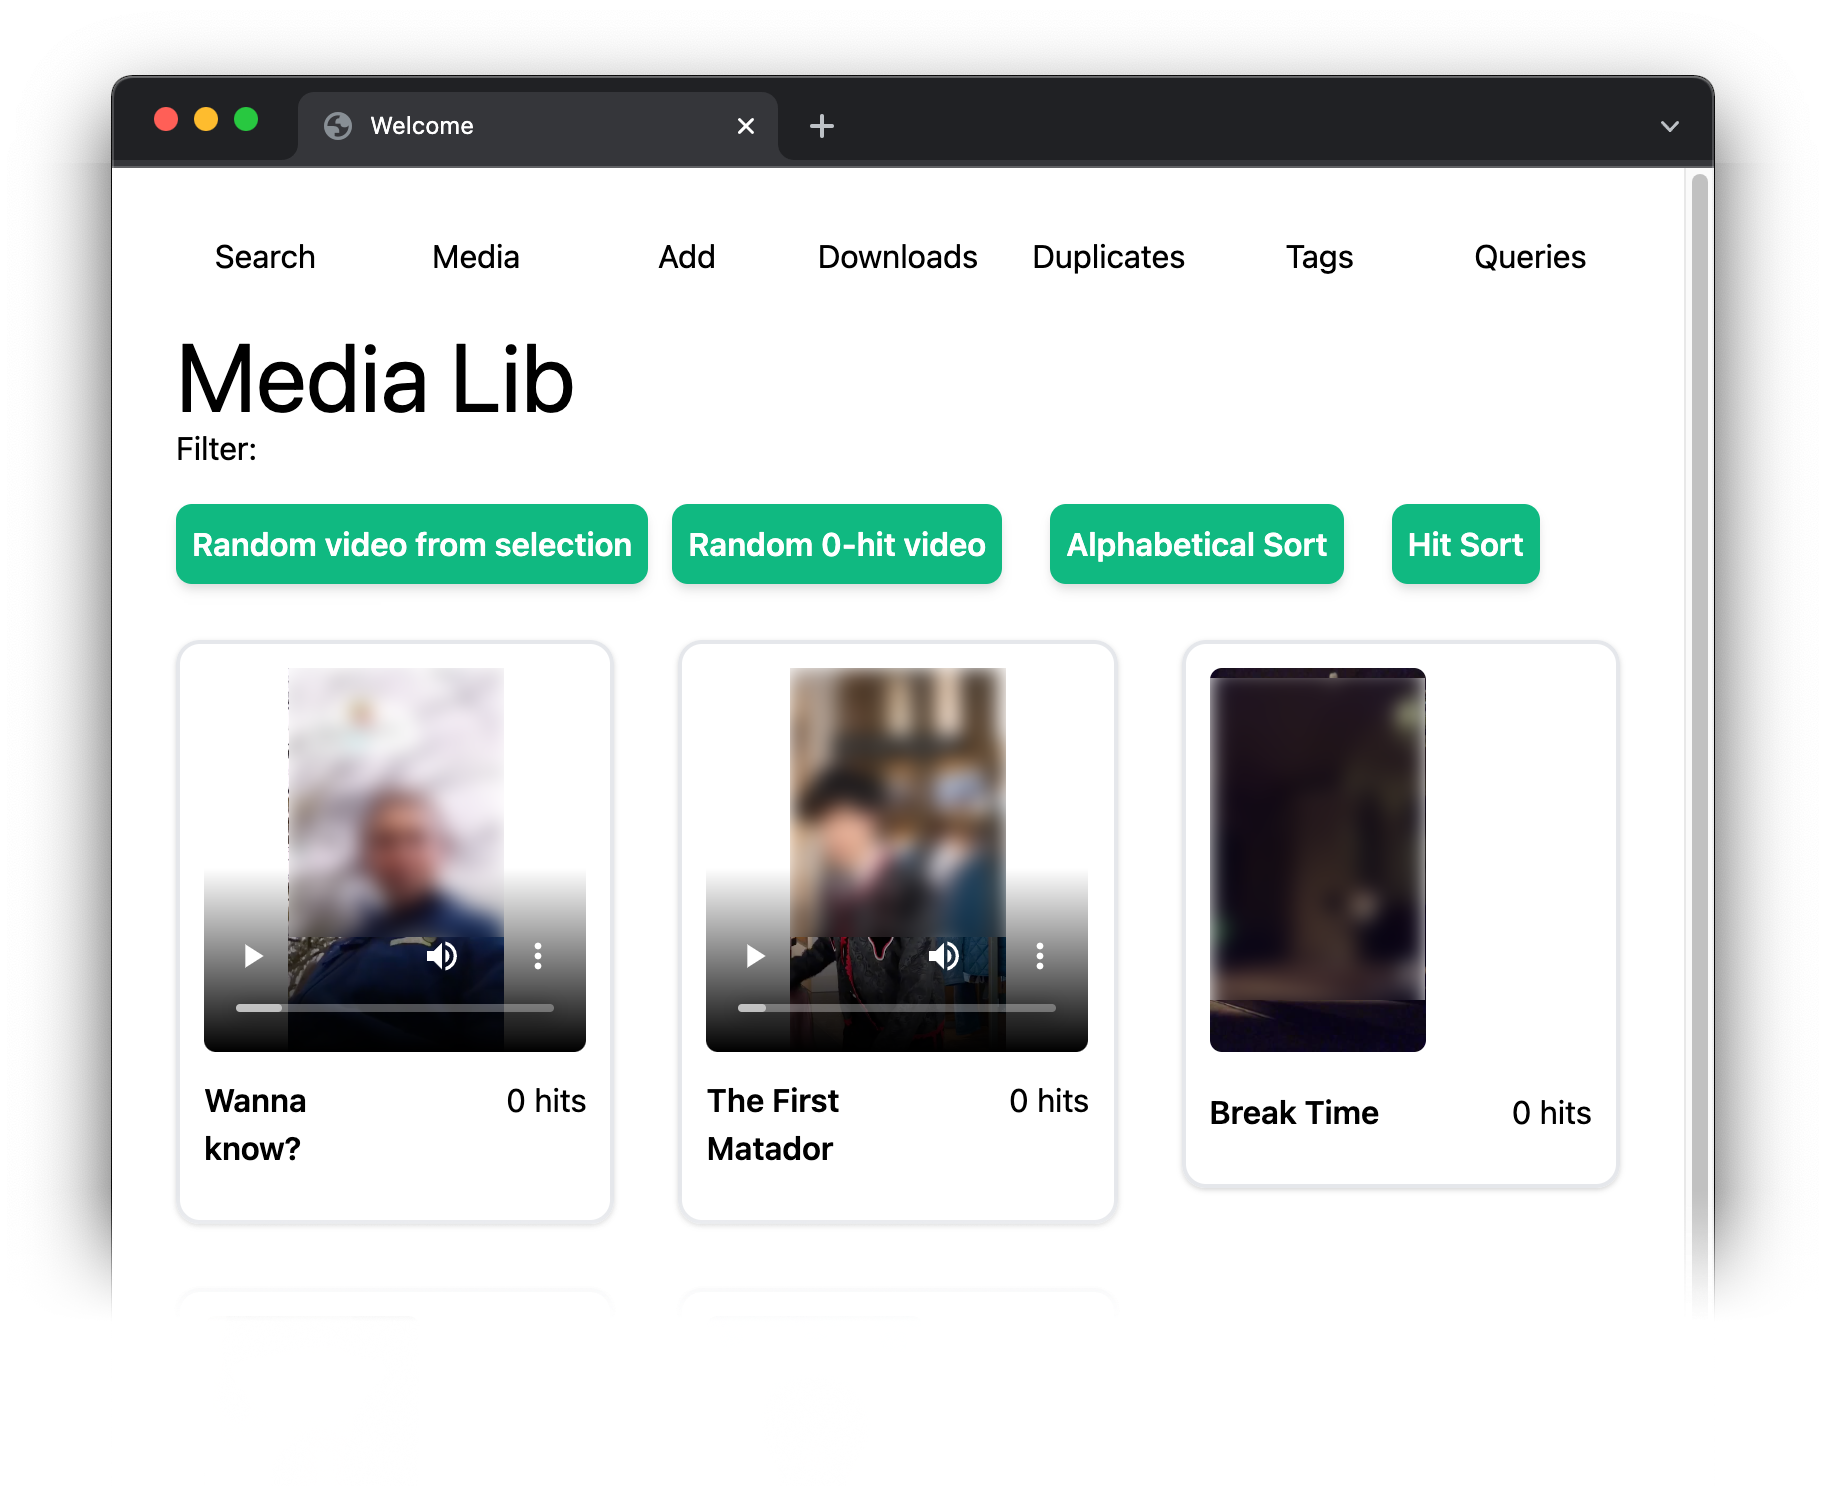 Welcome
Search Media Add Downloads Duplicates Tags Queries
Media Lib
Filter:
Random video from selection Random 0-hit video Alphabetical Sort Hit Sort
Wanna know? 0 hits
The First Matador 0 hits
Break Time 0 hits